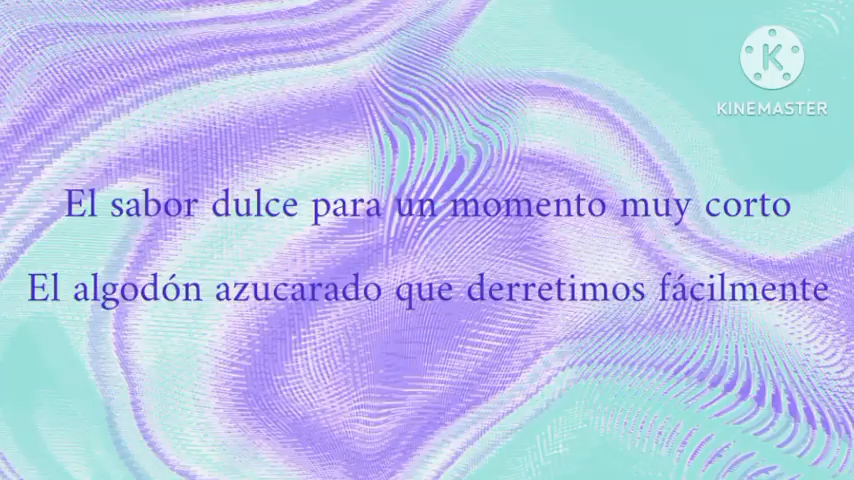 KINEMASTER
El sabor dulce para un momento muy corto
El algodón azucarado que derretimos fácilmente